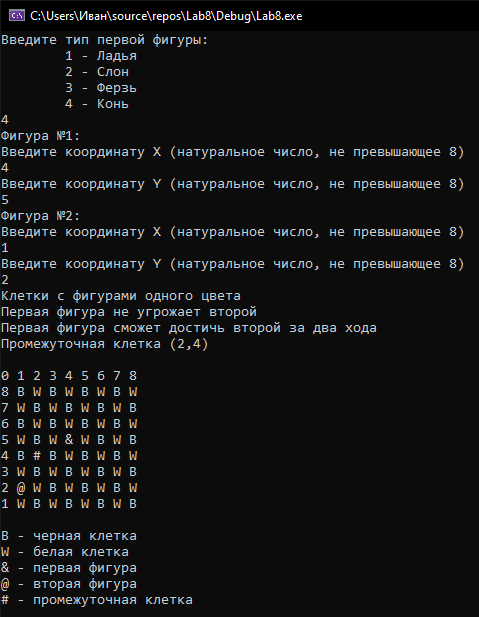 C:\Users\Иван\source\repos\Lab8\Debug\Lab8.exe
Введите тип первой фигуры:
1 - Ладья
2 - Слон
3 - Ферзь
4 - Конь
4
Фигура №1:
Введите координату X (натуральное число, не превышающее 8)
4
Введите координату Y (натуральное число, не превышающее 8)
5
Фигура №2:
Введите координату X (натуральное число, не превышающее 8)
1
Введите координату Y (натуральное число, не превышающее 8)
2
Клетки с фигурами одного цвета
Первая фигура не угрожает второй
Первая фигура сможет достичь второй за два хода
Промежуточная клетка (2,4)
0 1 2 3 4 5 6 7 8
8 B W B W B W B W
7 W B W B W B W B
6 B W B W B W B W
5 W B W & W B W B
4 B # B W B W B W
3 W B W B W B W B
2 @ W B W B W B W
1 W B W B W B W B
B - черная клетка
W - белая клетка
& - первая фигура
@ - вторая фигура
# - промежуточная клетка